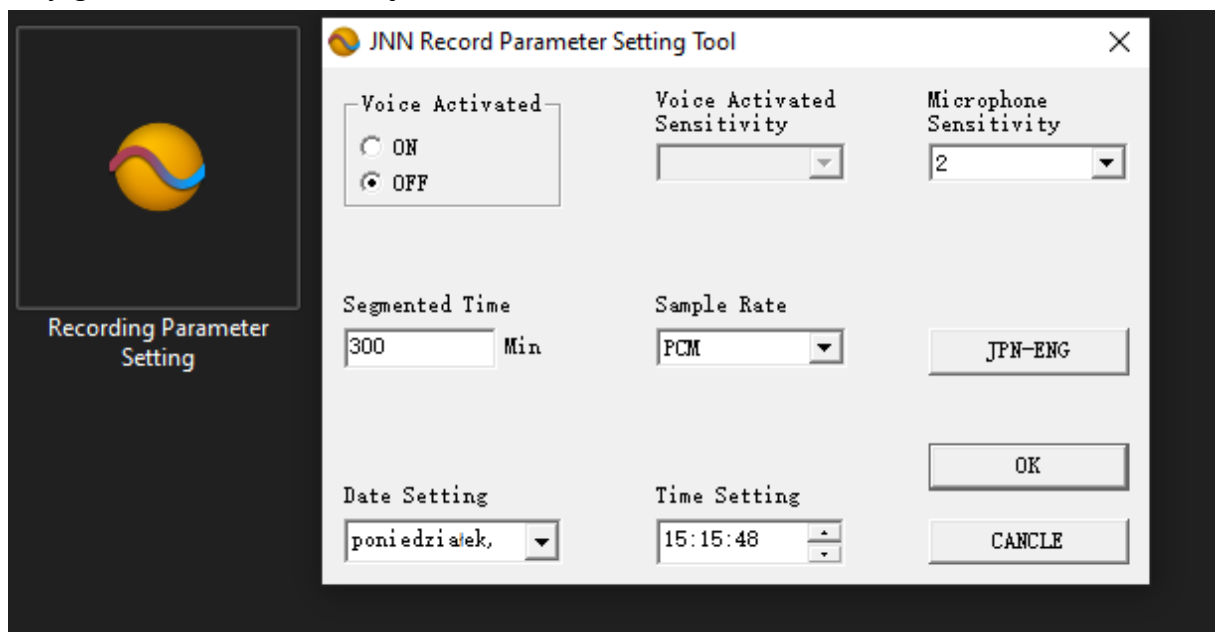 JNN Record Parameter Setting Tool
Voice Activated
ON
OFF
Voice Activated
Sensitivity
Microphone
Sensitivity
2
Recording Parameter
Setting
Segmented Time
300 Min
Sample Rate
PCM
JPN-ENG
OK
Date Setting
poniedziałek,
Time Setting
15:15:48
CANCLE